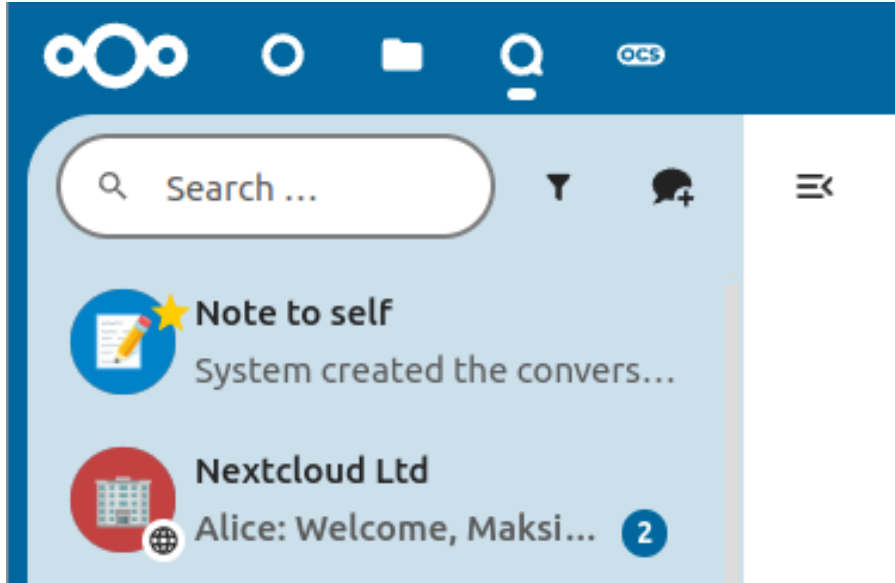 ocs
Search ...
Note to self
System created the convers...
Nextcloud Ltd
Alice: Welcome, Maksi...
2